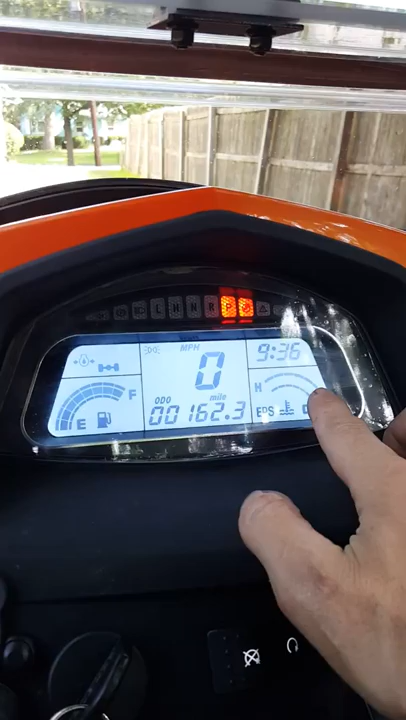 L H N R P
MPH 9:36
0
F H
ODO mile
00162.3
E EPS